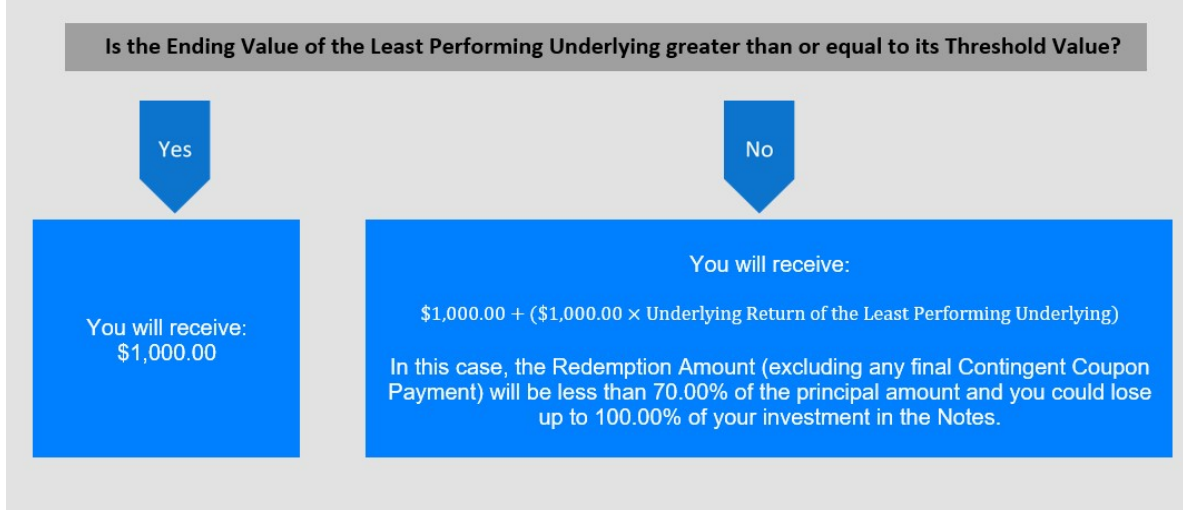 Is the Ending Value of the Least Performing Underlying greater than or equal to its Threshold Value?
Yes
No
You will receive:
$1,000.00
You will receive:
$1,000.00 + ($1,000.00 × Underlying Return of the Least Performing Underlying)
In this case, the Redemption Amount (excluding any final Contingent Coupon
Payment) will be less than 70.00% of the principal amount and you could lose
up to 100.00% of your investment in the Notes.